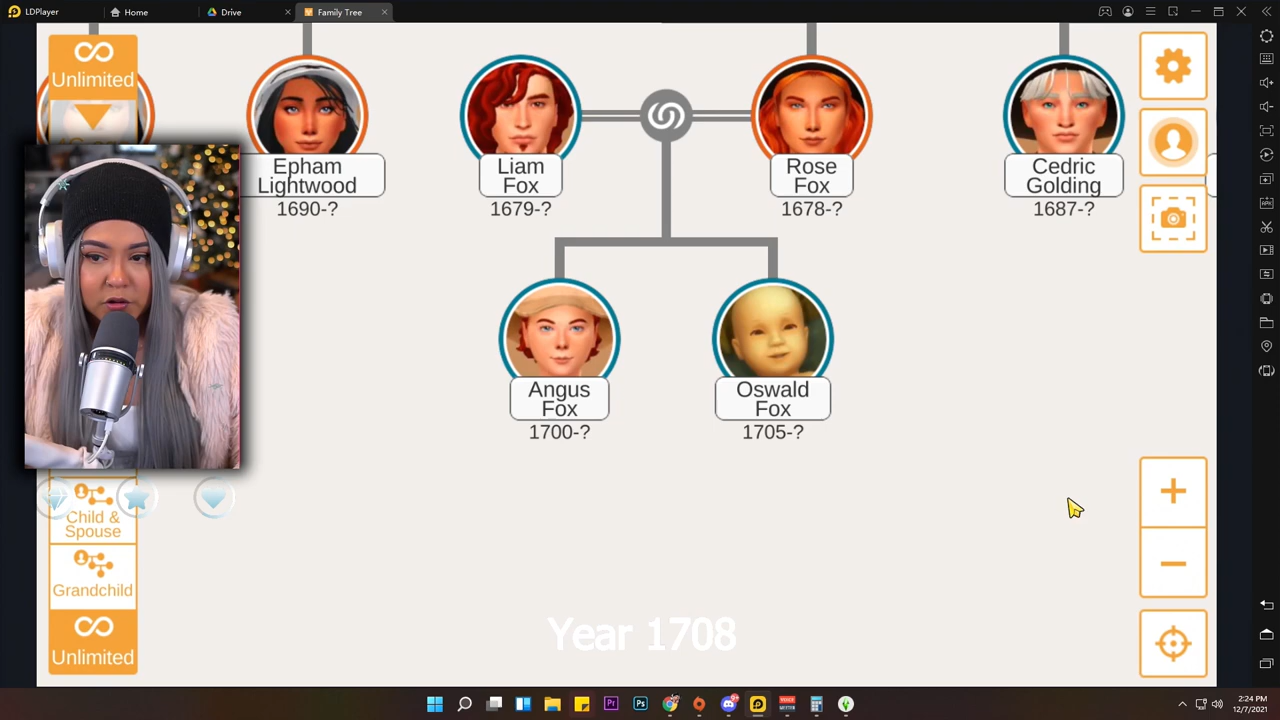 LDPlayer
Home
Drive
Family Tree
Unlimited
Epham
Lightwood
1690-?
Liam
Fox
1679-?
Rose
Fox
1678-?
Cedric
Golding
1687-?
Angus
Fox
1700-?
Oswald
Fox
1705-?
Child &
Spouse
Grandchild
Unlimited
Year 1708
2:24 PM
12/7/2021